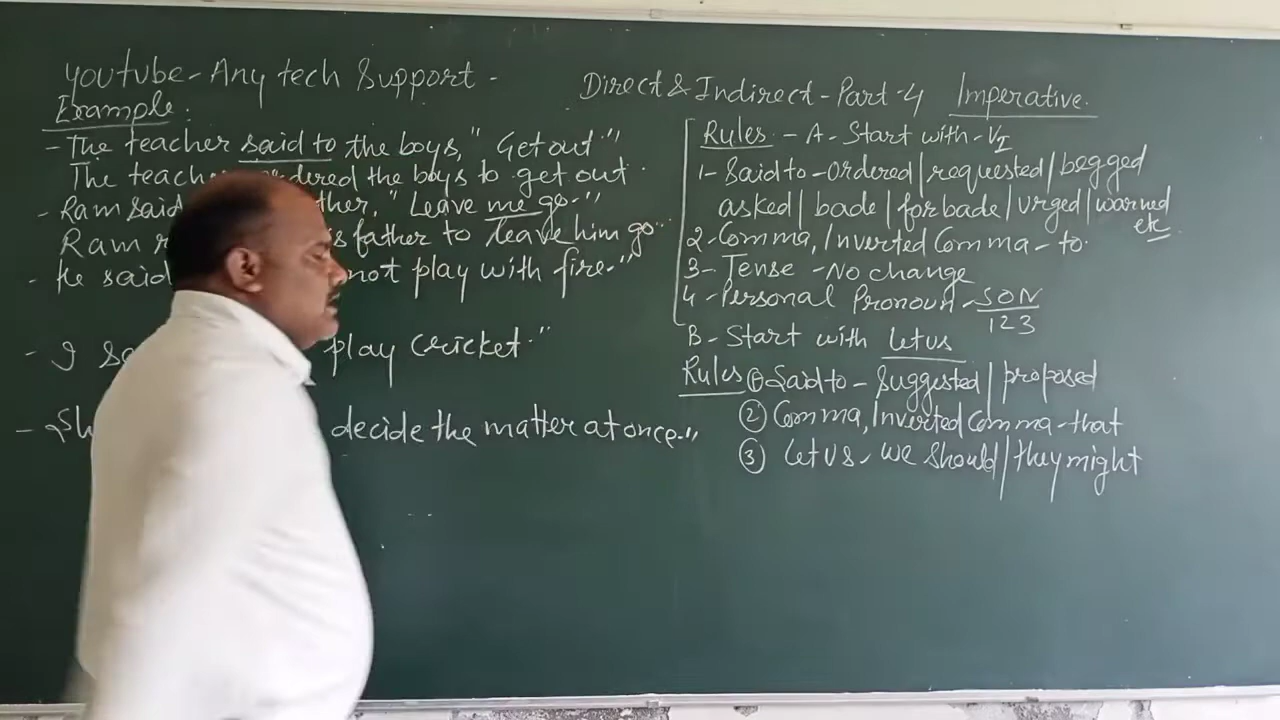 youtube - Any tech Support -
Example:
- The teacher said to the boys, "Get out."
The teach dered the boys to get out.
- Ram said ther, "Leave me go."
Ram r is father to leave him go.
- He said not play with fire."
- I sa play cricket."
- Sh decide the matter at once."
Direct & Indirect - Part-4 Imperative.
Rules - A - Start with - V1
1 - Said to - Ordered | requested | begged
asked | bade | forbade | urged | warned
etc
2 - Comma, Inverted Comma - to.
3 - Tense - No change
4 - Personal Pronoun - SON
123
B - Start with let us
Rules ① Said to - Suggested | proposed
② Comma, Inverted Comma - that
③ Let us - we should | they might